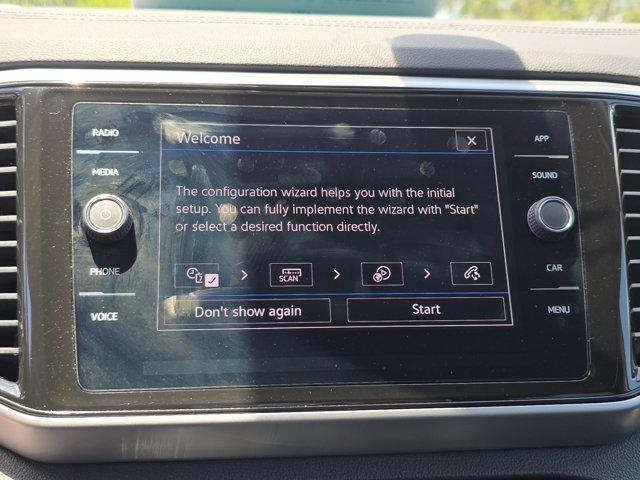 RADIO
MEDIA
PHONE
VOICE
Welcome
The configuration wizard helps you with the initial
setup. You can fully implement the wizard with "Start"
or select a desired function directly.
SCAN
Don't show again
Start
APP
SOUND
CAR
MENU